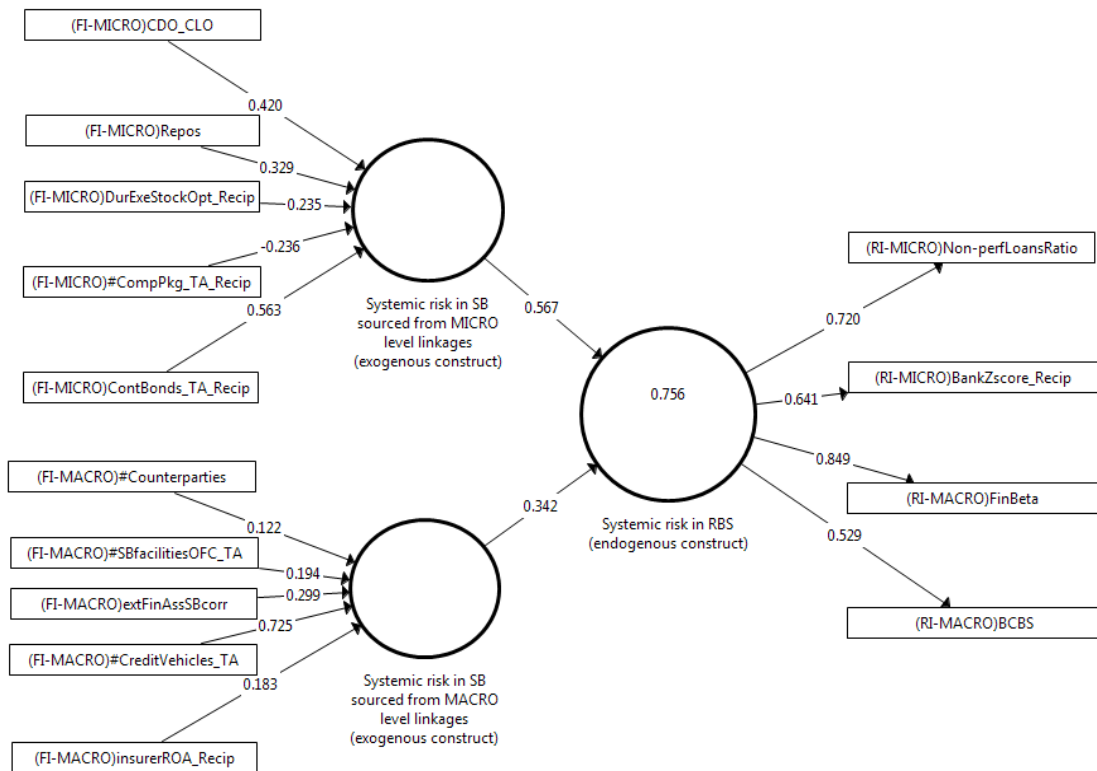 (FI-MICRO)CDO_CLO
0.420
(FI-MICRO)Repos
0.329
(FI-MICRO)DurExeStockOpt_Recip
0.235
-0.236
(FI-MICRO)#CompPkg_TA_Recip
0.563
(FI-MICRO)ContBonds_TA_Recip
Systemic risk in SB
sourced from MICRO
level linkages
(exogenous construct)
0.567
(FI-MACRO)#Counterparties
0.122
(FI-MACRO)#SBfacilitiesOFC_TA
0.194
(FI-MACRO)extFinAssSBcorr
0.299
0.725
(FI-MACRO)#CreditVehicles_TA
0.183
(FI-MACRO)insurerROA_Recip
Systemic risk in SB
sourced from MACRO
level linkages
(exogenous construct)
0.342
0.756
Systemic risk in RBS
(endogenous construct)
(RI-MICRO)Non-perfLoansRatio
0.720
(RI-MICRO)BankZscore_Recip
0.641
0.849
(RI-MACRO)FinBeta
0.529
(RI-MACRO)BCBS